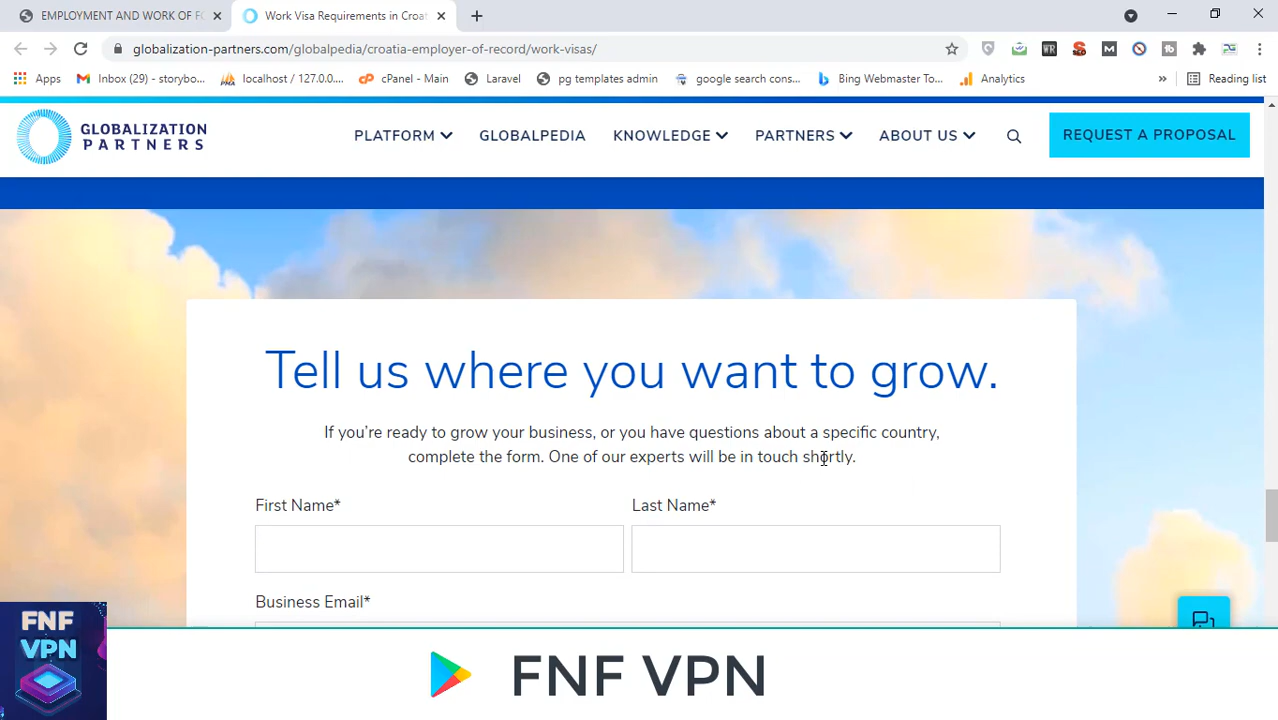 EMPLOYMENT AND WORK OF FO
Work Visa Requirements in Croat
globalization-partners.com/globalpedia/croatia-employer-of-record/work-visas/
Apps
Inbox (29) - storybo...
localhost / 127.0.0....
cPanel - Main
Laravel
pg templates admin
google search cons...
Bing Webmaster To...
Analytics
Reading list
GLOBALIZATION
PARTNERS
PLATFORM
GLOBALPEDIA
KNOWLEDGE
PARTNERS
ABOUT US
REQUEST A PROPOSAL
Tell us where you want to grow.
If you’re ready to grow your business, or you have questions about a specific country,
complete the form. One of our experts will be in touch shortly.
First Name*
Last Name*
Business Email*
FNF
VPN
FNF VPN